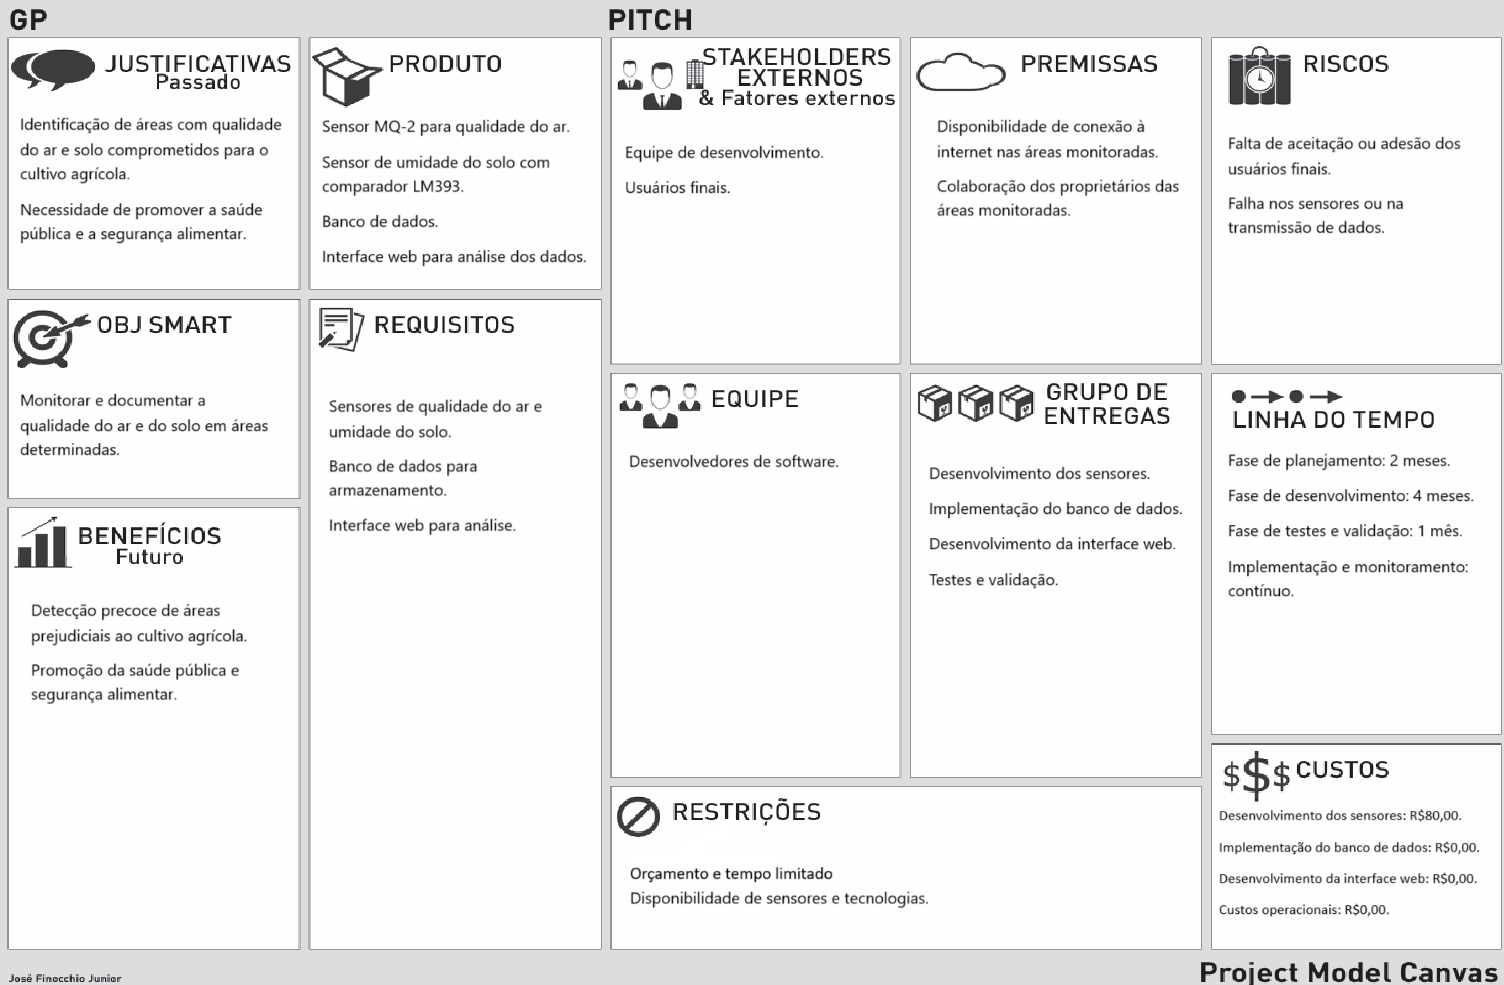 GP
PITCH
JUSTIFICATIVAS
Passado
Identificação de áreas com qualidade
do ar e solo comprometidos para o
cultivo agrícola.
Necessidade de promover a saúde
pública e a segurança alimentar.
PRODUTO
Sensor MQ-2 para qualidade do ar.
Sensor de umidade do solo com
comparador LM393.
Banco de dados.
Interface web para análise dos dados.
STAKEHOLDERS
EXTERNOS
& Fatores externos
Equipe de desenvolvimento.
Usuários finais.
PREMISSAS
Disponibilidade de conexão à
internet nas áreas monitoradas.
Colaboração dos proprietários das
áreas monitoradas.
RISCOS
Falta de aceitação ou adesão dos
usuários finais.
Falha nos sensores ou na
transmissão de dados.
OBJ SMART
Monitorar e documentar a
qualidade do ar e do solo em áreas
determinadas.
REQUISITOS
Sensores de qualidade do ar e
umidade do solo.
Banco de dados para
armazenamento.
Interface web para análise.
EQUIPE
Desenvolvedores de software.
GRUPO DE
ENTREGAS
Desenvolvimento dos sensores.
Implementação do banco de dados.
Desenvolvimento da interface web.
Testes e validação.
LINHA DO TEMPO
Fase de planejamento: 2 meses.
Fase de desenvolvimento: 4 meses.
Fase de testes e validação: 1 mês.
Implementação e monitoramento:
contínuo.
BENEFÍCIOS
Futuro
Detecção precoce de áreas
prejudiciais ao cultivo agrícola.
Promoção da saúde pública e
segurança alimentar.
RESTRIÇÕES
Orçamento e tempo limitado
Disponibilidade de sensores e tecnologias.
$$$ CUSTOS
Desenvolvimento dos sensores: R$80,00.
Implementação do banco de dados: R$0,00.
Desenvolvimento da interface web: R$0,00.
Custos operacionais: R$0,00.
José Finocchio Junior
Project Model Canvas